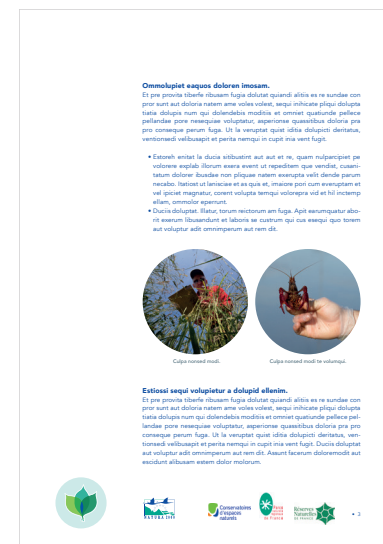 Ommolupiet eaquos doloren imosam.
Et pre provita tiberfe ribusam fugia dolutat quiandi alitiis es re sundae con
pror sunt aut doloria natem ame voles volest, sequi inihicate pliqui dolupta
tiatia dolupis num qui dolendebis moditiis et omniet quatiunde pellece
pellandae pore nesequiae voluptatur, asperionse quassitibus doloria pra
pro conseque perum fuga. Ut la veruptat quist iditia dolupicti deritatus,
ventionsedi velibusapit et perita nemqui in cupit inia vent fugit.
• Estoreh enitat la ducia sitibustint aut aut et re, quam nulparcipiet pe
volorere explab illorum exera event ut repeditem que vendist, cusani-
tatum dolorer ibusdae non pliquae natem exerupta velit dende parum
necabo. Itatiost ut lanisciae et as quis et, imaiore pori cum everuptam et
vel ipiciet magnatur, corent volupta temqui volorepra vid et hil inctemp
ellam, ommolor eperrunt.
• Duciis doluptat. Illatur, torum reictorum am fuga. Apit earumquatur abo-
rit exerum libusandunt et laboris se custrum qui cus esequi quo torem
aut voluptur adit omnimperum aut rem dit.
Culpa nonsed modi.
Culpa nonsed modi te volumqui.
Estiossi sequi volupietur a dolupid ellenim.
Et pre provita tiberfe ribusam fugia dolutat quiandi alitiis es re sundae con
pror sunt aut doloria natem ame voles volest, sequi inihicate pliqui dolupta
tiatia dolupis num qui dolendebis moditiis et omniet quatiunde pellece pel-
landae pore nesequiae voluptatur, asperionse quassitibus doloria pra pro
conseque perum fuga. Ut la veruptat quist iditia dolupicti deritatus, ven-
tionsedi velibusapit et perita nemqui in cupit inia vent fugit. Duciis doluptat
aut voluptur adit omnimperum aut rem dit. Assunt facerum doloremodit aut
escidunt alibusam estem dolor molorum.
NATURA 2000
Conservatoires
d'espaces
naturels
Réserves
Naturelles
DE FRANCE
• 3